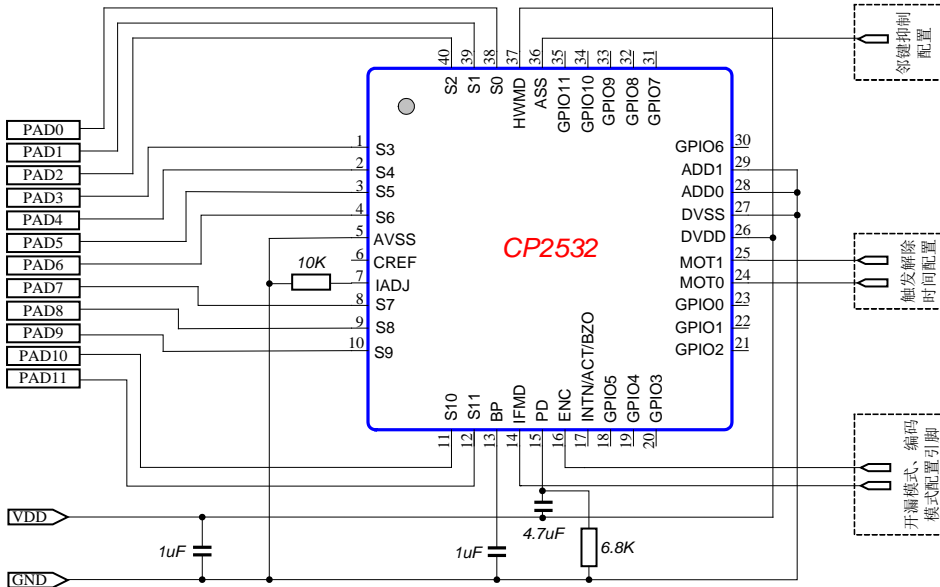 40
39
38
37
36
35
34
33
32
31
S2
S1
S0
HWMD
ASS
GPIO11
GPIO10
GPIO9
GPIO8
GPIO7
邻键抑制
配置
PAD0
PAD1
PAD2
PAD3
PAD4
PAD5
PAD6
PAD7
PAD8
PAD9
PAD10
PAD11
1
2
3
4
5
6
7
8
9
10
S3
S4
S5
S6
AVSS
CREF
IADJ
S7
S8
S9
10K
CP2532
GPIO6
ADD1
ADD0
DVSS
DVDD
MOT1
MOT0
GPIO0
GPIO1
GPIO2
30
29
28
27
26
25
24
23
22
21
触发解除
时间配置
S10
S11
BP
IFMD
PD
ENC
INTN/ACT/BZO
GPIO5
GPIO4
GPIO3
11
12
13
14
15
16
17
18
19
20
开漏模式、编码
模式配置引脚
VDD
1uF
1uF
4.7uF
6.8K
GND